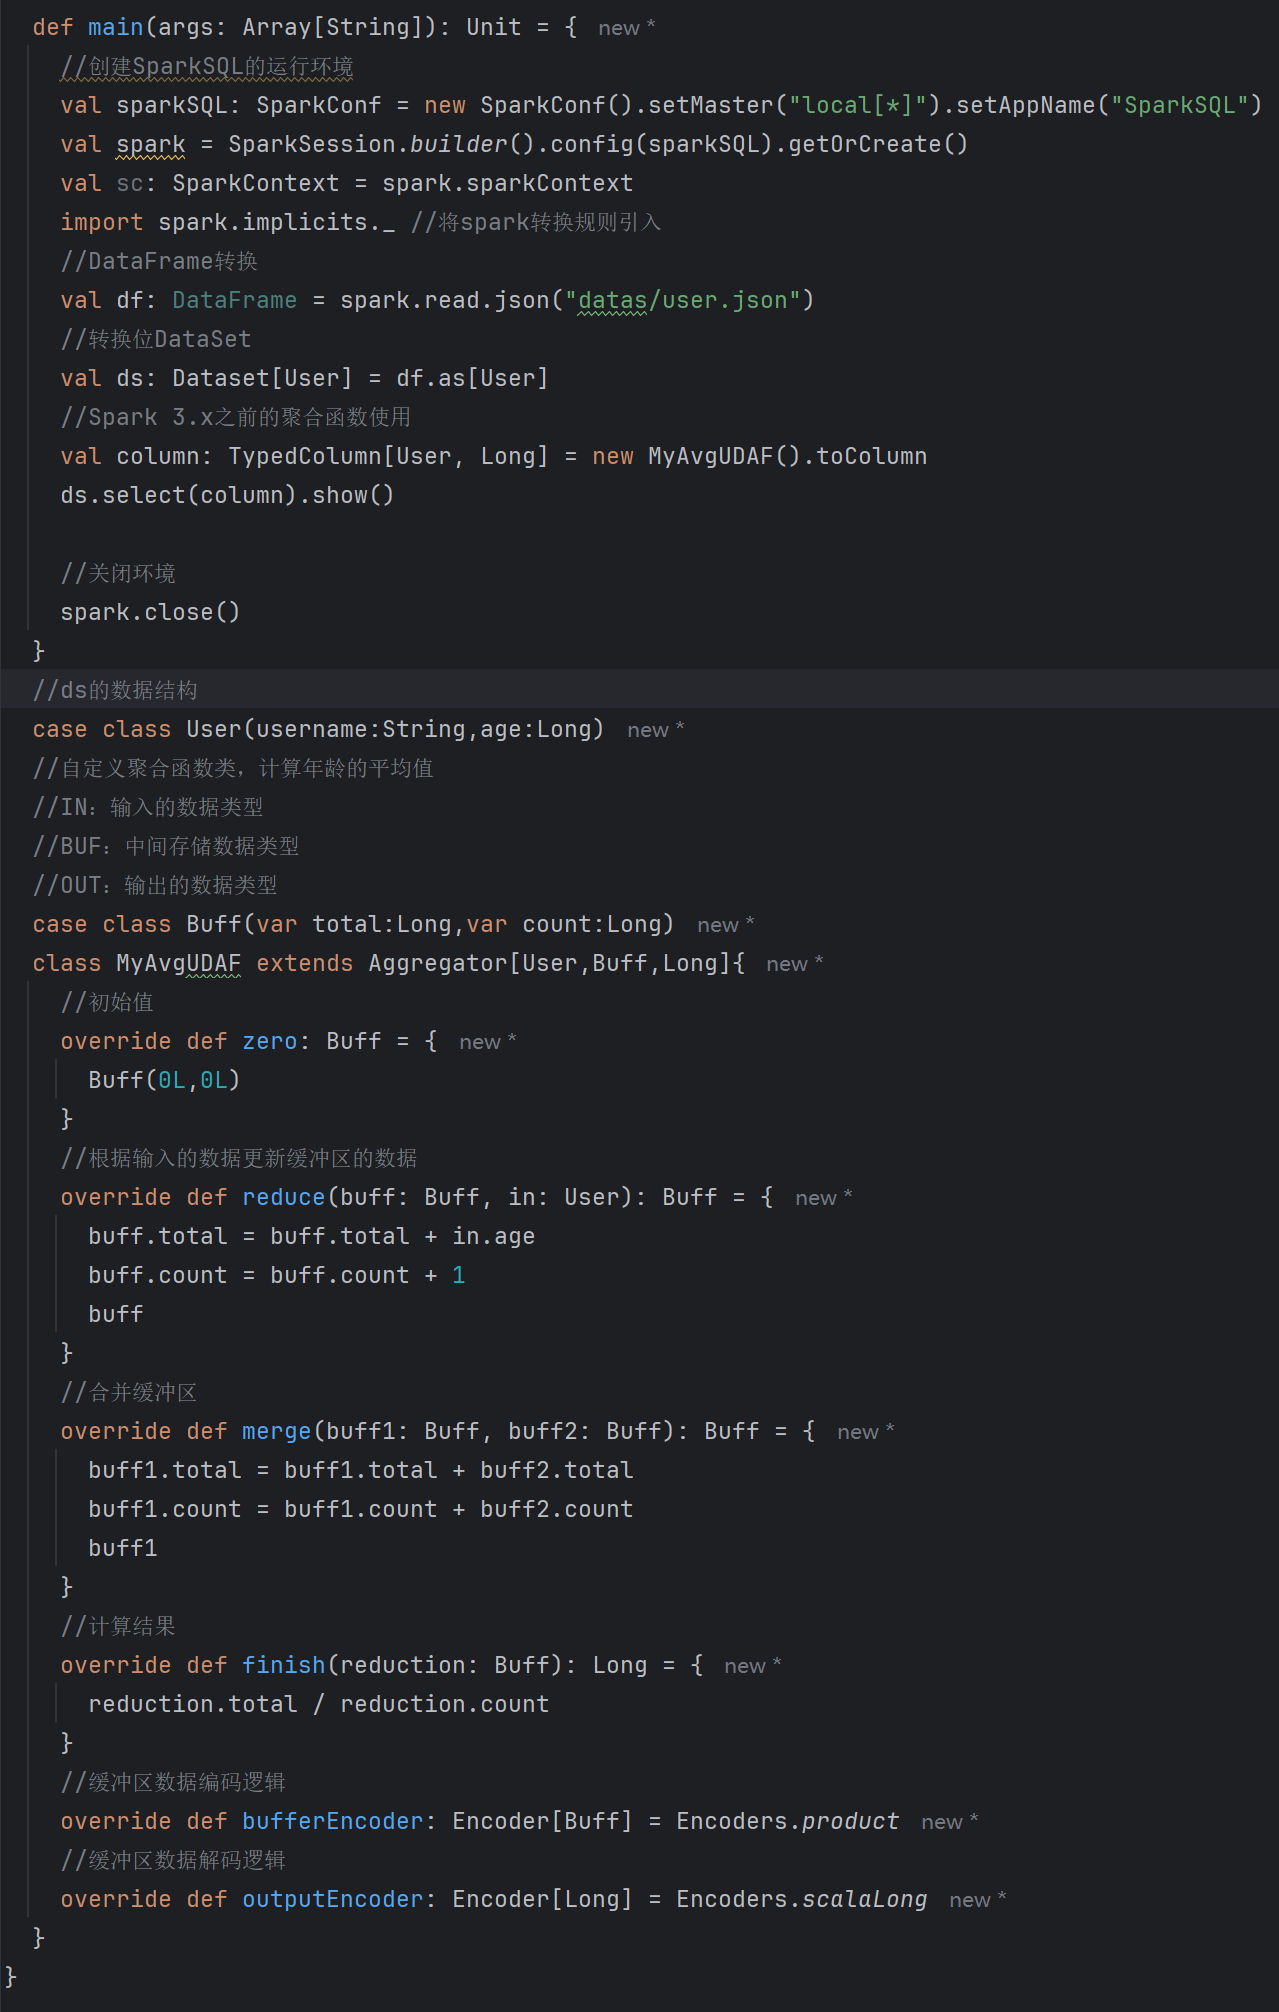 def main(args: Array[String]): Unit = { new *
//创建SparkSQL的运行环境
val sparkSQL: SparkConf = new SparkConf().setMaster("local[*]").setAppName("SparkSQL")
val spark = SparkSession.builder().config(sparkSQL).getOrCreate()
val sc: SparkContext = spark.sparkContext
import spark.implicits._ //将spark转换规则引入
//DataFrame转换
val df: DataFrame = spark.read.json("datas/user.json")
//转换位DataSet
val ds: Dataset[User] = df.as[User]
//Spark 3.x之前的聚合函数使用
val column: TypedColumn[User, Long] = new MyAvgUDAF().toColumn
ds.select(column).show()
//关闭环境
spark.close()
}
//ds的数据结构
case class User(username:String,age:Long) new *
//自定义聚合函数类，计算年龄的平均值
//IN：输入的数据类型
//BUF：中间存储数据类型
//OUT：输出的数据类型
case class Buff(var total:Long,var count:Long) new *
class MyAvgUDAF extends Aggregator[User,Buff,Long]{ new *
//初始值
override def zero: Buff = { new *
Buff(0L,0L)
}
//根据输入的数据更新缓冲区的数据
override def reduce(buff: Buff, in: User): Buff = { new *
buff.total = buff.total + in.age
buff.count = buff.count + 1
buff
}
//合并缓冲区
override def merge(buff1: Buff, buff2: Buff): Buff = { new *
buff1.total = buff1.total + buff2.total
buff1.count = buff1.count + buff2.count
buff1
}
//计算结果
override def finish(reduction: Buff): Long = { new *
reduction.total / reduction.count
}
//缓冲区数据编码逻辑
override def bufferEncoder: Encoder[Buff] = Encoders.product new *
//缓冲区数据解码逻辑
override def outputEncoder: Encoder[Long] = Encoders.scalaLong new *
}
}